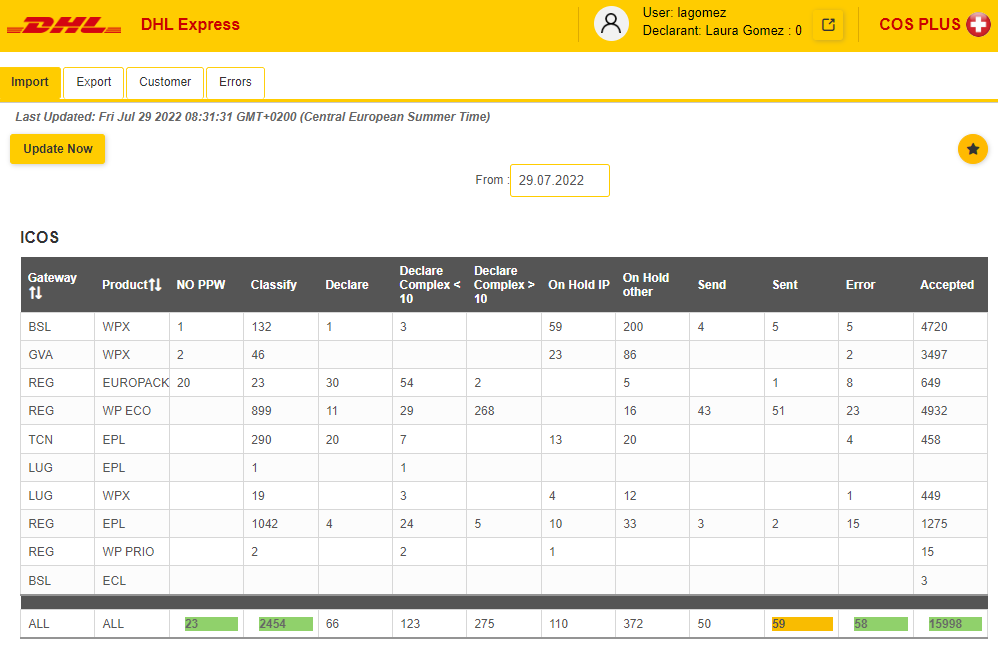 DHL DHL Express User: lagomez
Declarant: Laura Gomez : 0 COS PLUS
Import Export Customer Errors
Last Updated: Fri Jul 29 2022 08:31:31 GMT+0200 (Central European Summer Time)
Update Now
From : 29.07.2022
ICOS
Gateway Product NO PPW Classify Declare Declare Complex < 10 Declare Complex > 10 On Hold IP On Hold other Send Sent Error Accepted
BSL WPX 1 132 1 3 59 200 4 5 5 4720
GVA WPX 2 46 23 86 2 3497
REG EUROPACK 20 23 30 54 2 5 1 8 649
REG WP ECO 899 11 29 268 16 43 51 23 4932
TCN EPL 290 20 7 13 20 4 458
LUG EPL 1 1
LUG WPX 19 3 4 12 1 449
REG EPL 1042 4 24 5 10 33 3 2 15 1275
REG WP PRIO 2 2 1 15
BSL ECL 3
ALL ALL 23 2454 66 123 275 110 372 50 59 58 15998